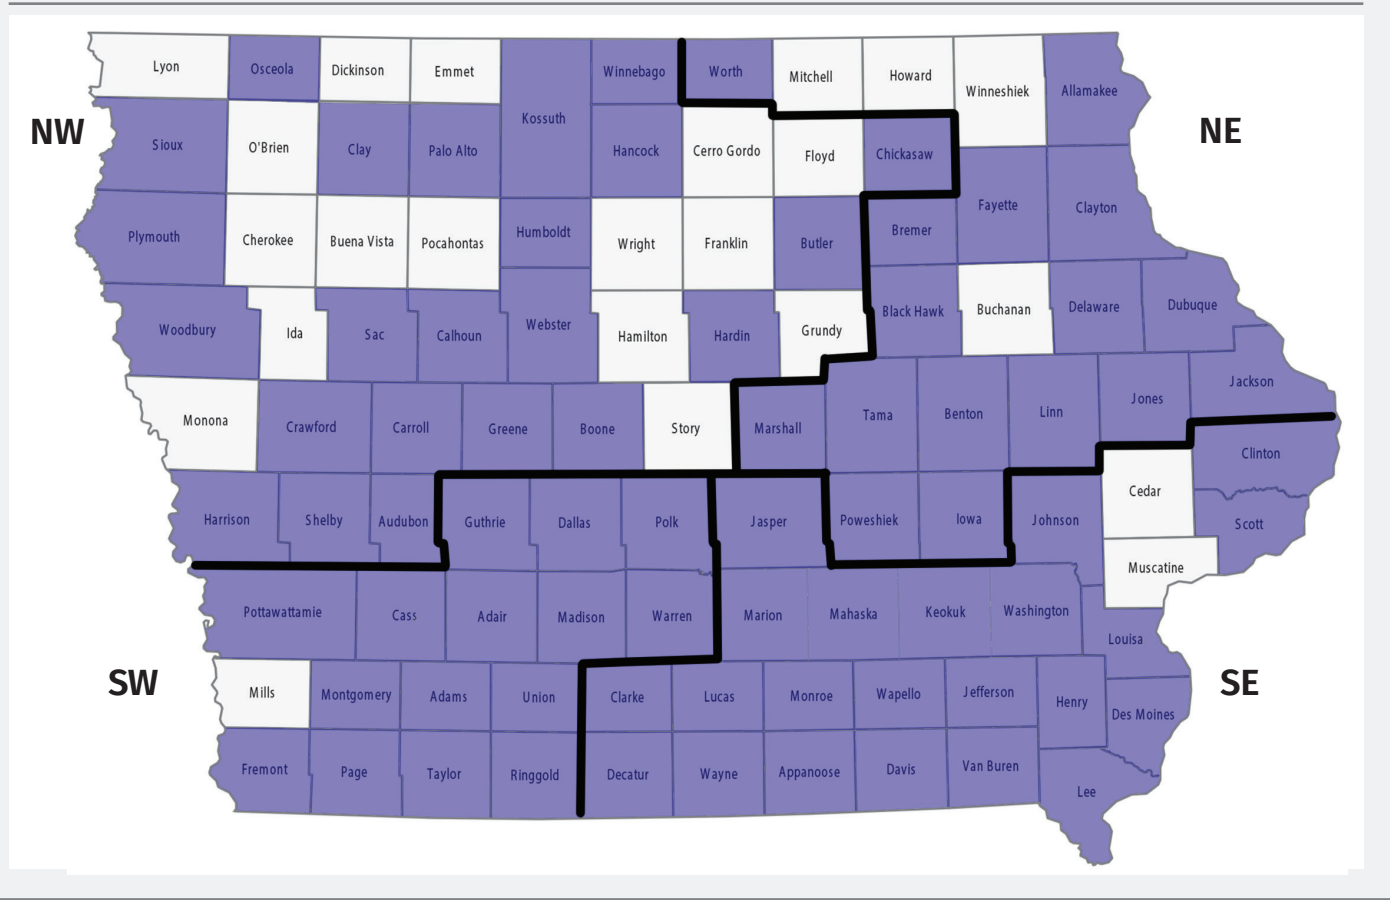 Lyon
Osceola
Dickinson
Emmet
Kossuth
Winnebago
Worth
Mitchell
Howard
Winneshiek
Allamakee
NW
NE
Sioux
O'Brien
Clay
Palo Alto
Hancock
Cerro Gordo
Floyd
Chickasaw
Fayette
Clayton
Plymouth
Cherokee
Buena Vista
Pocahontas
Humboldt
Wright
Franklin
Butler
Bremer
Woodbury
Ida
Sac
Calhoun
Webster
Hamilton
Hardin
Grundy
Black Hawk
Buchanan
Delaware
Dubuque
Monona
Crawford
Carroll
Greene
Boone
Story
Marshall
Tama
Benton
Linn
Jones
Jackson
Clinton
Harrison
Shelby
Audubon
Guthrie
Dallas
Polk
Jasper
Poweshiek
Iowa
Johnson
Cedar
Scott
Muscatine
Pottawattamie
Cass
Adair
Madison
Warren
Marion
Mahaska
Keokuk
Washington
Louisa
SW
SE
Mills
Montgomery
Adams
Union
Clarke
Lucas
Monroe
Wapello
Jefferson
Henry
Des Moines
Fremont
Page
Taylor
Ringgold
Decatur
Wayne
Appanoose
Davis
Van Buren
Lee